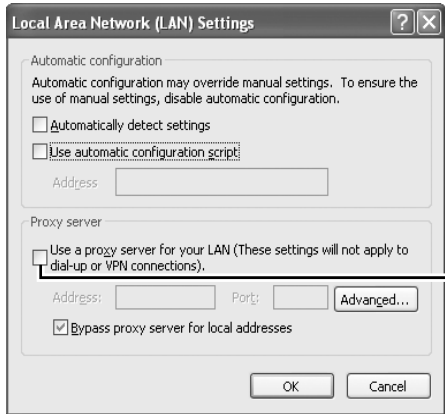 Local Area Network (LAN) Settings
Automatic configuration
Automatic configuration may override manual settings. To ensure the
use of manual settings, disable automatic configuration.
Automatically detect settings
Use automatic configuration script
Address
Proxy server
Use a proxy server for your LAN (These settings will not apply to
dial-up or VPN connections).
Address:
Port:
Advanced...
Bypass proxy server for local addresses
OK
Cancel